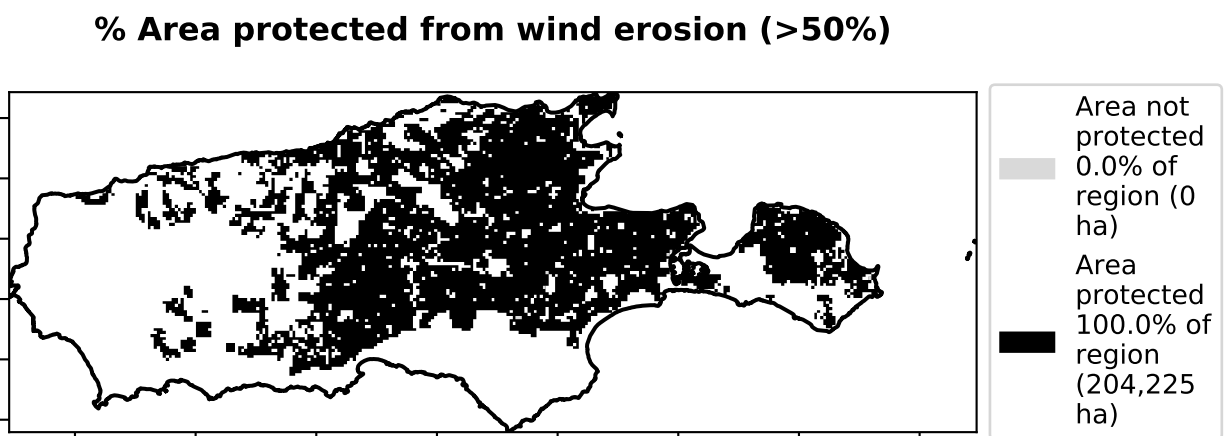 % Area protected from wind erosion (>50%)
Area not
protected
0.0% of
region (0
ha)
Area
protected
100.0% of
region
(204,225
ha)